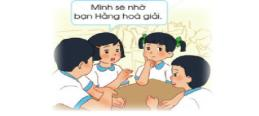 Mình sẽ nhờ
bạn Hằng hoà giải.